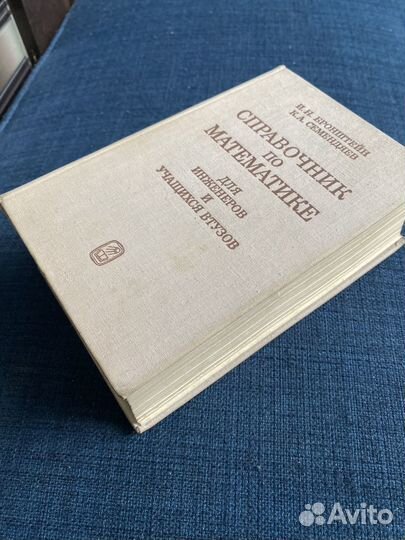 И.Н. БРОНШТЕЙН
К.А. СЕМЕНДЯЕВ
СПРАВОЧНИК
ПО
МАТЕМАТИКЕ
ДЛЯ
ИНЖЕНЕРОВ
И
УЧАЩИХСЯ ВТУЗОВ
Avito